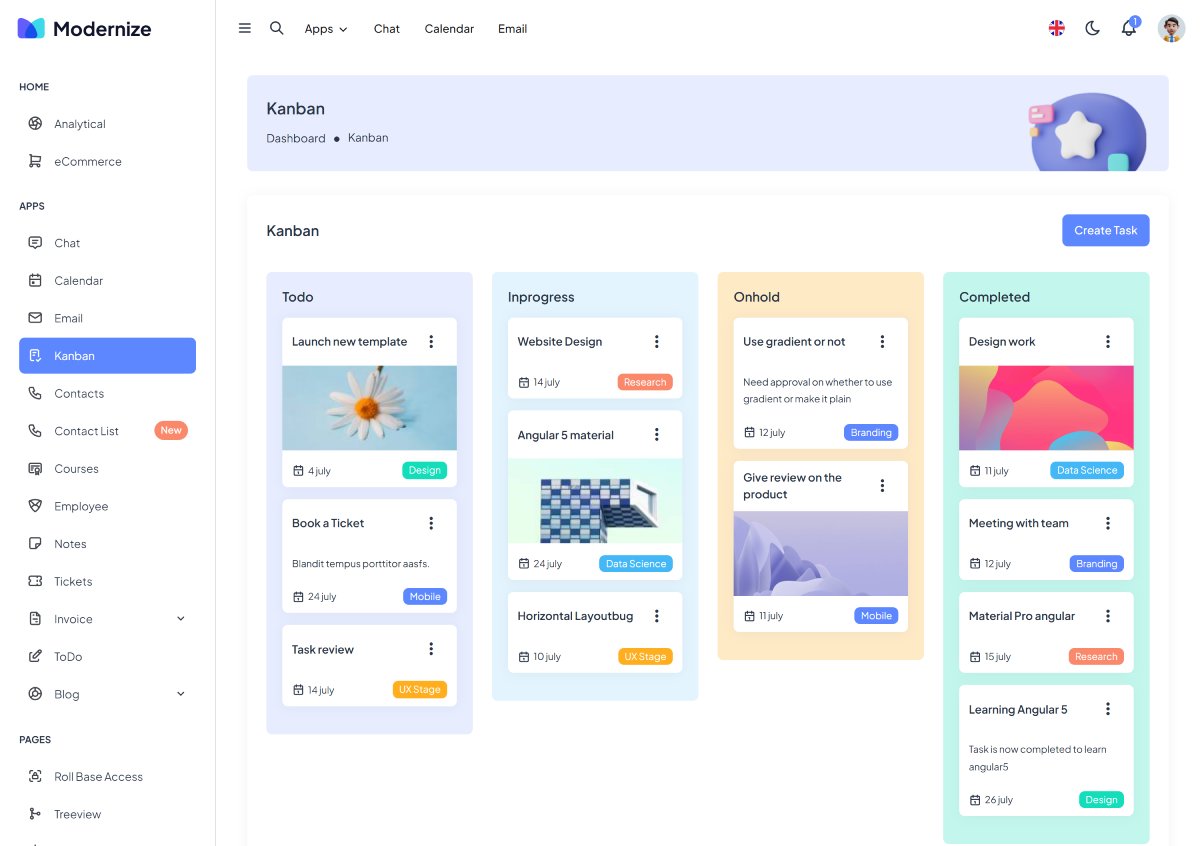 Modernize
Apps
Chat
Calendar
Email
1
HOME
Analytical
eCommerce
APPS
Chat
Calendar
Email
Kanban
Contacts
Contact List
New
Courses
Employee
Notes
Tickets
Invoice
ToDo
Blog
PAGES
Roll Base Access
Treeview
Kanban
Dashboard
Kanban
Kanban
Create Task
Todo
Launch new template
4 july
Design
Book a Ticket
Blandit tempus porttitor aasfs.
24 july
Mobile
Task review
14 july
UX Stage
Inprogress
Website Design
14 july
Research
Angular 5 material
24 july
Data Science
Horizontal Layoutbug
10 july
UX Stage
Onhold
Use gradient or not
Need approval on whether to use
gradient or make it plain
12 july
Branding
Give review on the
product
11 july
Mobile
Completed
Design work
11 july
Data Science
Meeting with team
12 july
Branding
Material Pro angular
15 july
Research
Learning Angular 5
Task is now completed to learn
angular5
26 july
Design